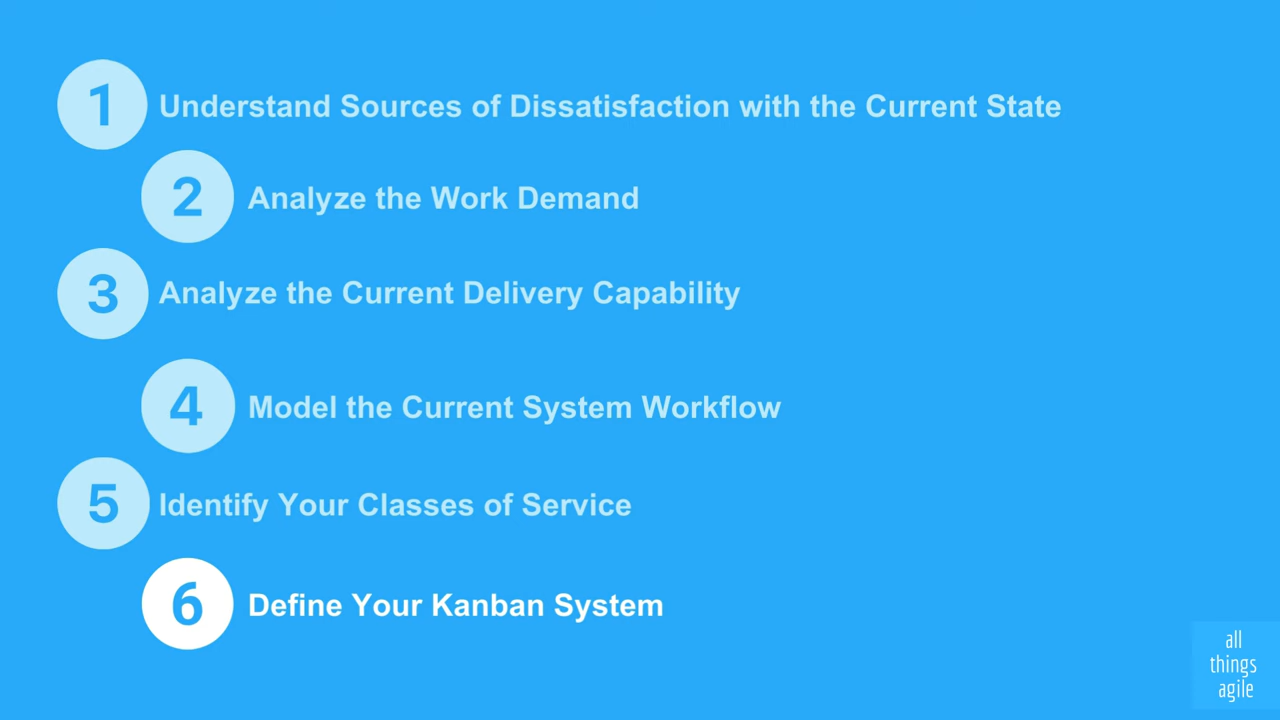 1 Understand Sources of Dissatisfaction with the Current State
2 Analyze the Work Demand
3 Analyze the Current Delivery Capability
4 Model the Current System Workflow
5 Identify Your Classes of Service
6 Define Your Kanban System
all
things
agile